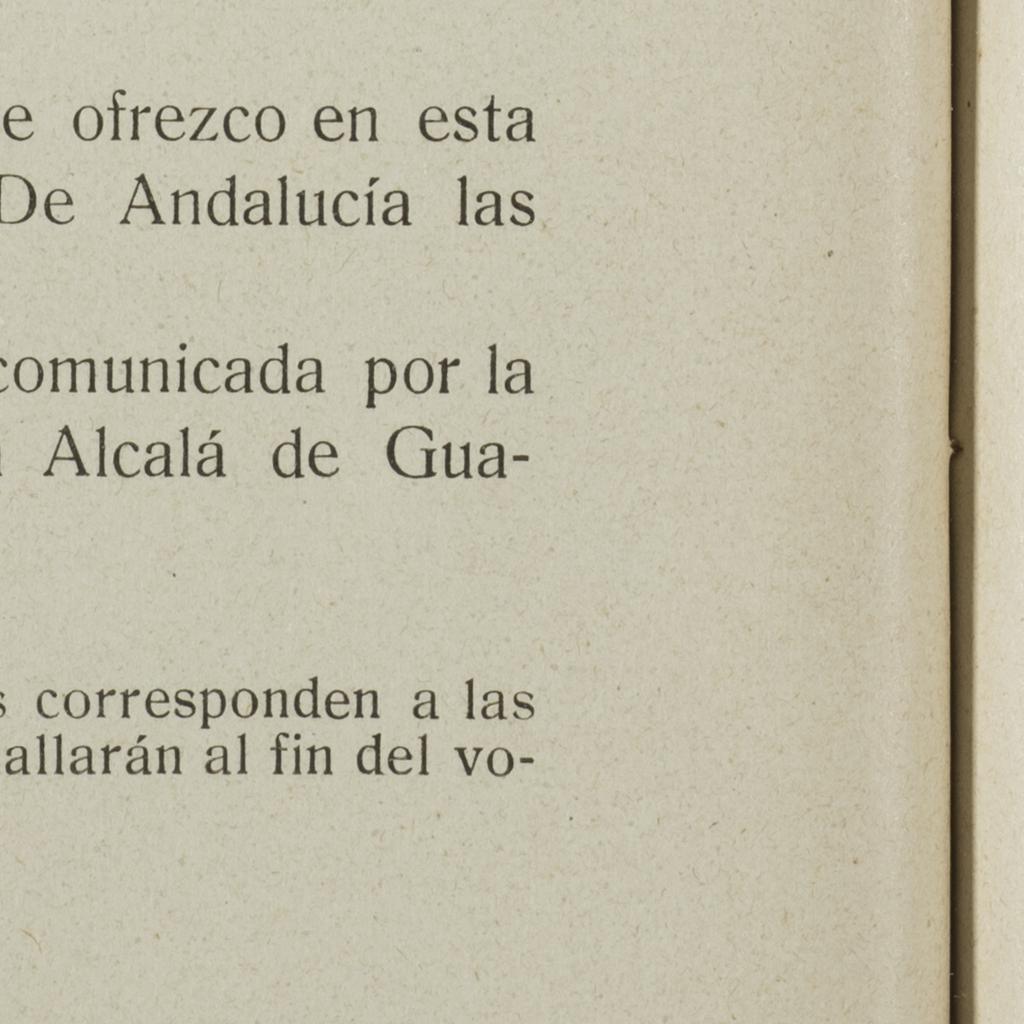 e ofrezco en esta
De Andalucía las
comunicada por la
Alcalá de Gua-
s corresponden a las
allarán al fin del vo-